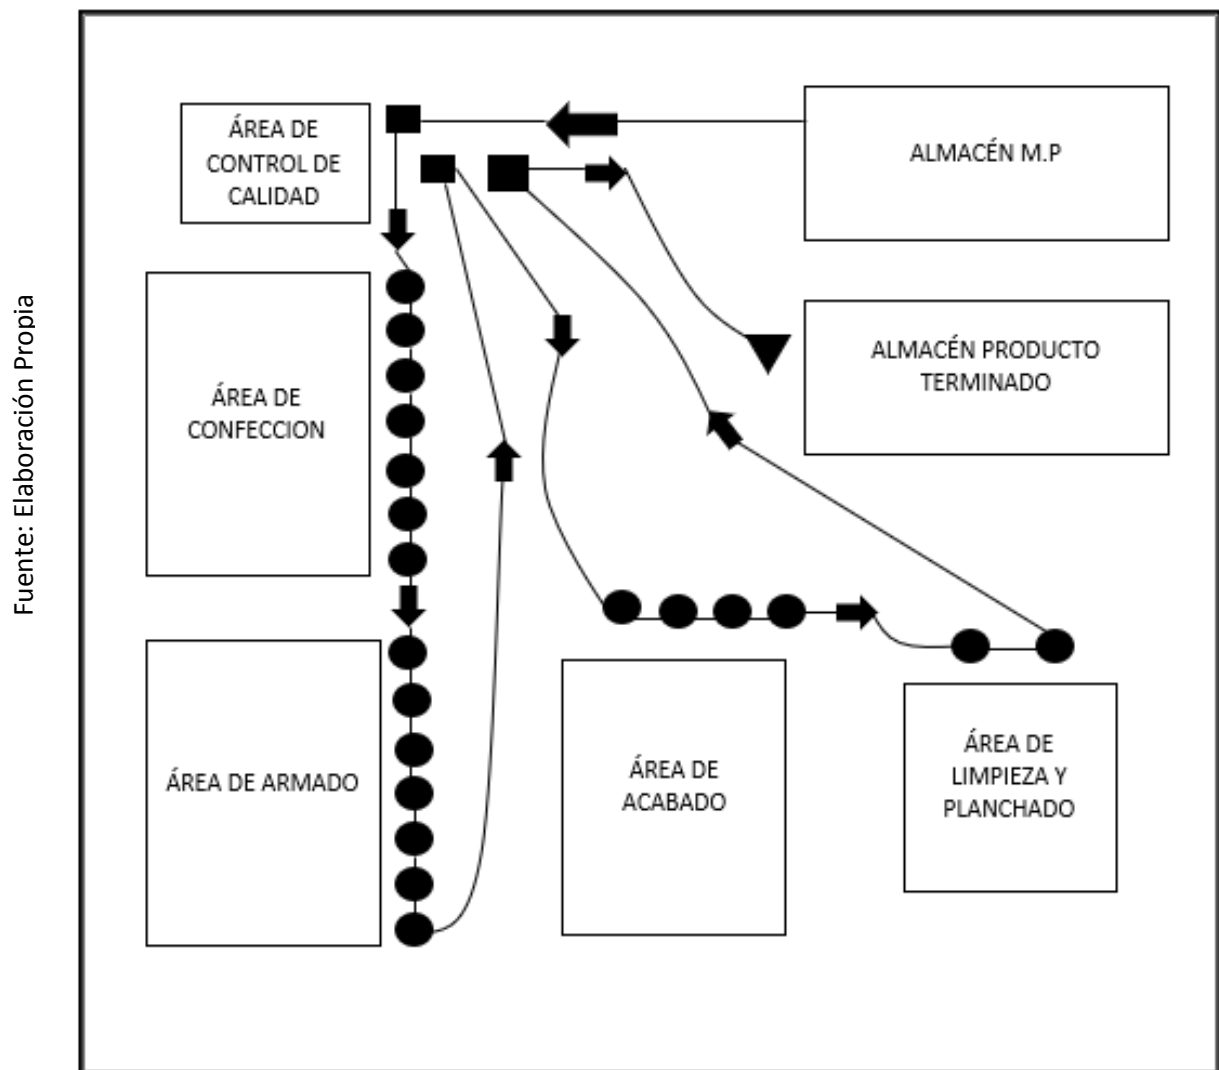 ÁREA DE
CONTROL DE
CALIDAD
ALMACÉN M.P
ÁREA DE
CONFECCION
ALMACÉN PRODUCTO
TERMINADO
ÁREA DE ARMADO
ÁREA DE
ACABADO
ÁREA DE
LIMPIEZA Y
PLANCHADO
Fuente: Elaboración Propia